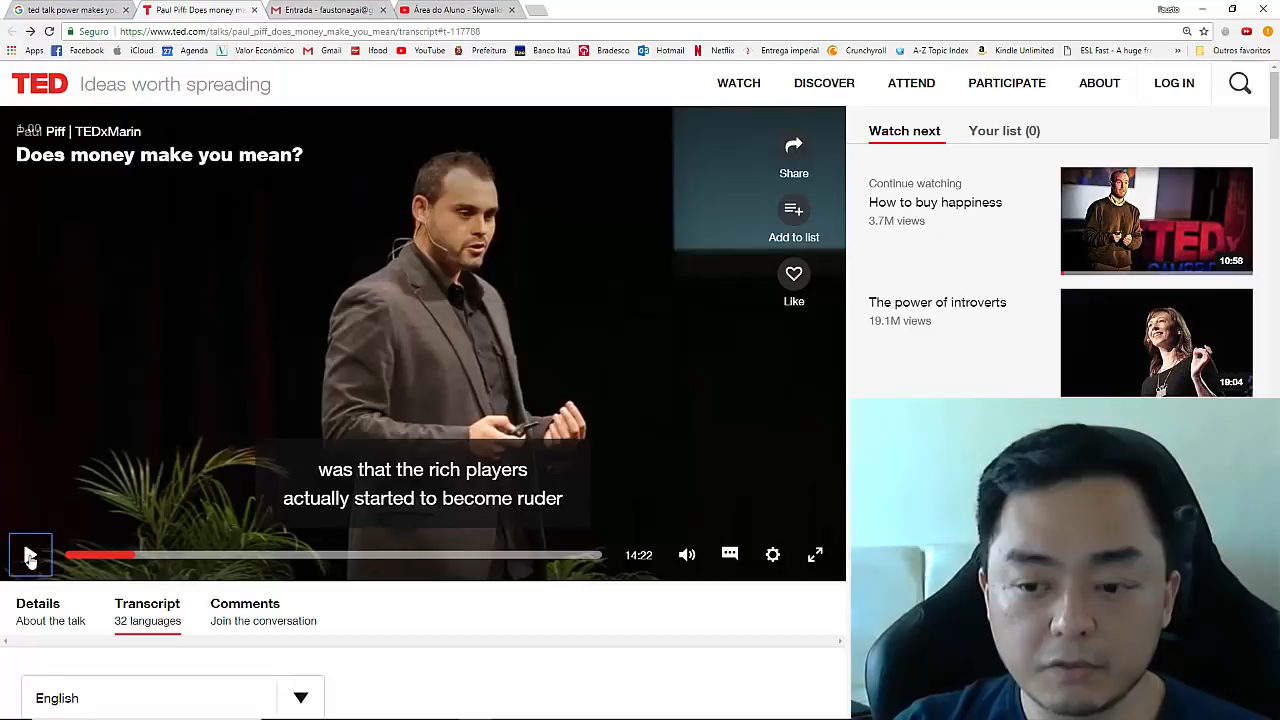 ted talk power makes yo
Paul Piff: Does money m
Entrada - faustonagai@g
Área do Aluno - Skywalk
Fausto
Seguro
https://www.ted.com/talks/paul_piff_does_money_make_you_mean/transcript#t-117788
Apps
Facebook
iCloud
Agenda
Valor Econômico
Gmail
Ifood
YouTube
Prefeitura
Banco Itaú
Bradesco
Hotmail
Netflix
Entrega imperial
Crunchyroll
A-Z Topic Index
Kindle Unlimited
ESL Fast - A huge fr
»
Outros favoritos
TED Ideas worth spreading
WATCH
DISCOVER
ATTEND
PARTICIPATE
ABOUT
LOG IN
1.00
Paul Piff | TEDxMarin
Does money make you mean?
Share
Add to list
Like
was that the rich players
actually started to become ruder
14:22
Details
About the talk
Transcript
32 languages
Comments
Join the conversation
English
Watch next
Your list (0)
Continue watching
How to buy happiness
3.7M views
TEDx
10:58
The power of introverts
19.1M views
19:04